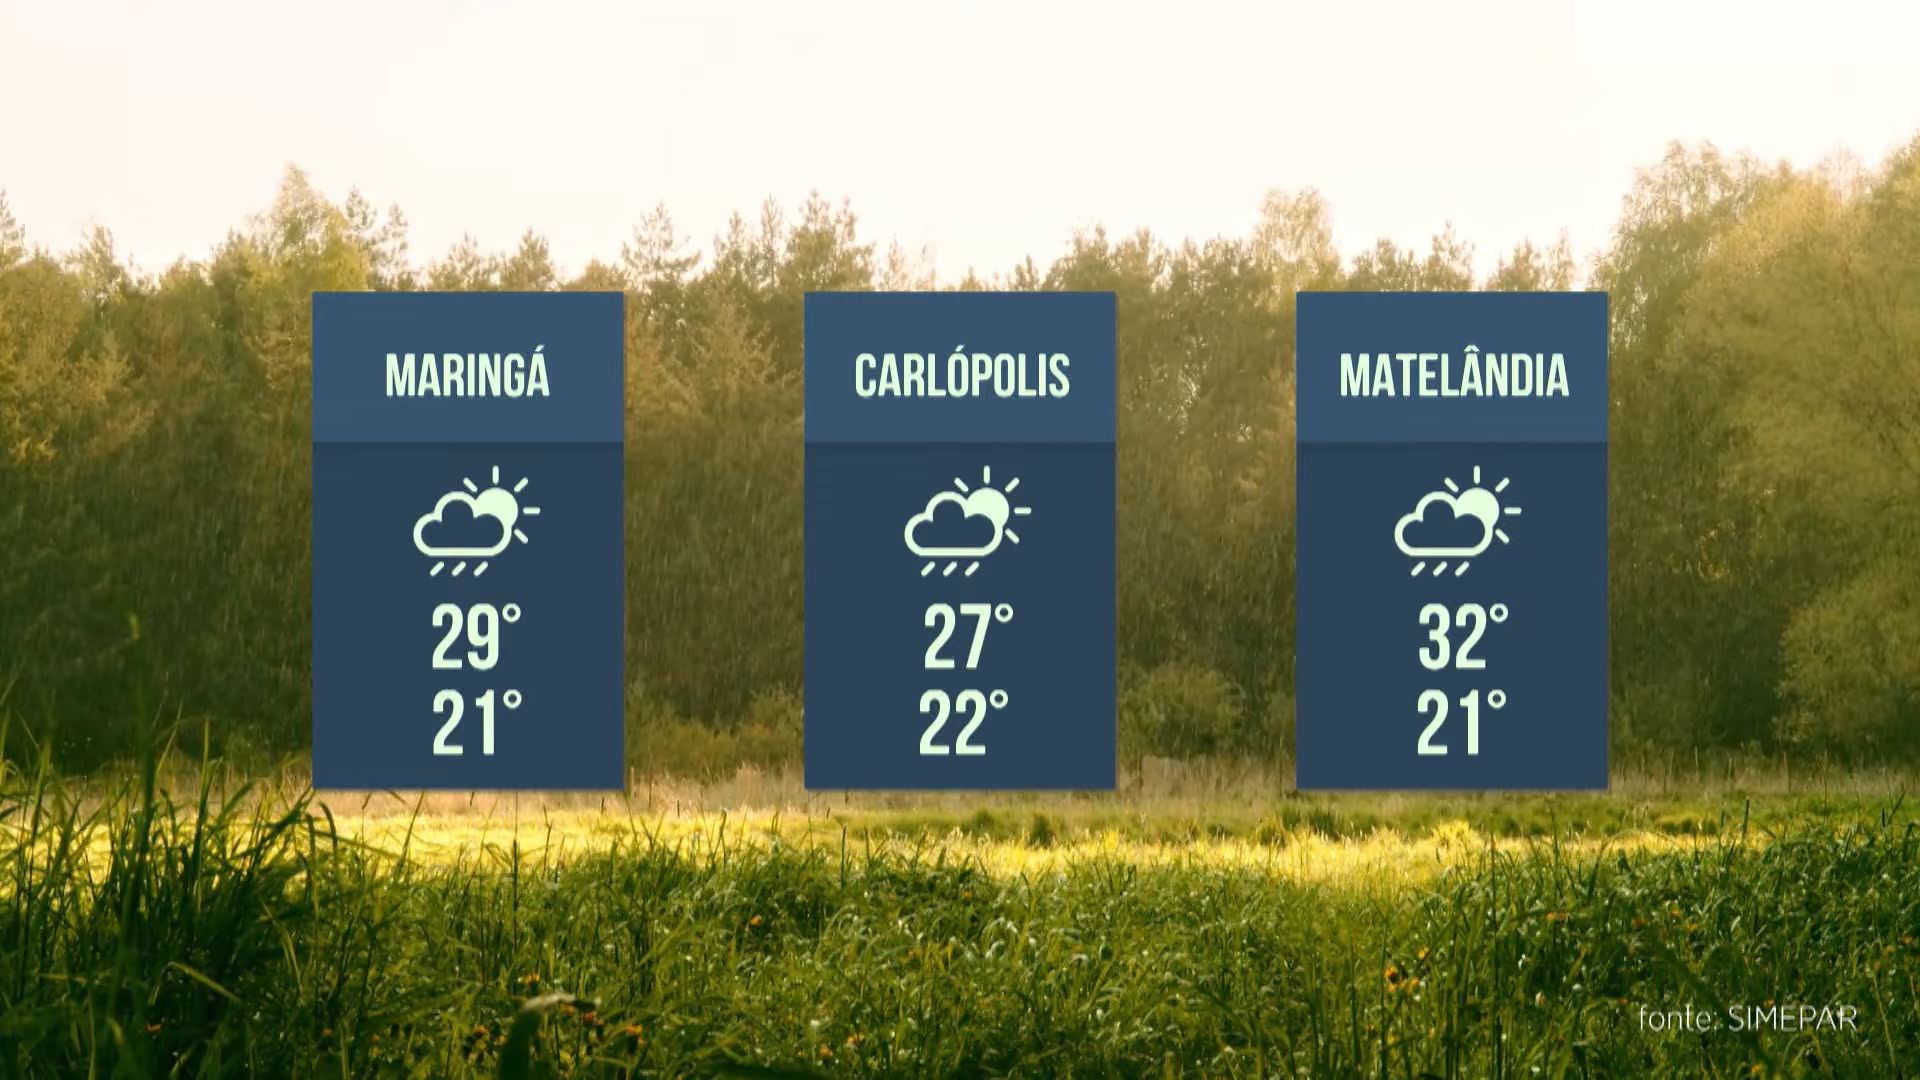 MARINGÁ
29°
21°
CARLÓPOLIS
27°
22°
MATELÂNDIA
32°
21°
fonte: SIMEPAR